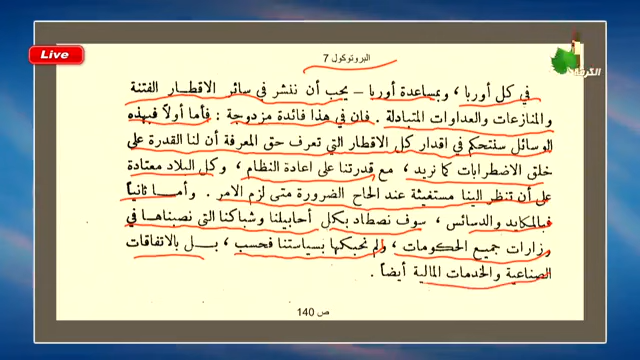 Live
البروتوكول 7
في كل أوربا ، وبمساعدة أوربا – يجب أن ننشر في سائر الاقطار الفتنة
والمنازعات والعداوات المتبادلة . فان في هذا فائدة مزدوجة : فأما أولاً فبهذه
الوسائل سنتحكم في اقدار كل الاقطار التي تعرف حق المعرفة أن لنا القدرة على
خلق الاضطرابات كما نريد ، مع قدرتنا على اعادة النظام ، وكل البلاد معتادة
على أن تنظر الينا مستغيثة عند الحاح الضرورة متى لزم الامر . وأما ثانياً
فبالمكايد والدسائس ، سوف نصطاد بكل أحابيلنا وشباكنا التي نصبناها في
وزارات جميع الحكومات ، ولم نحبكها بسياستنا فحسب ، بل بالاتفاقات
الصناعية والخدمات المالية أيضاً .
ص 140